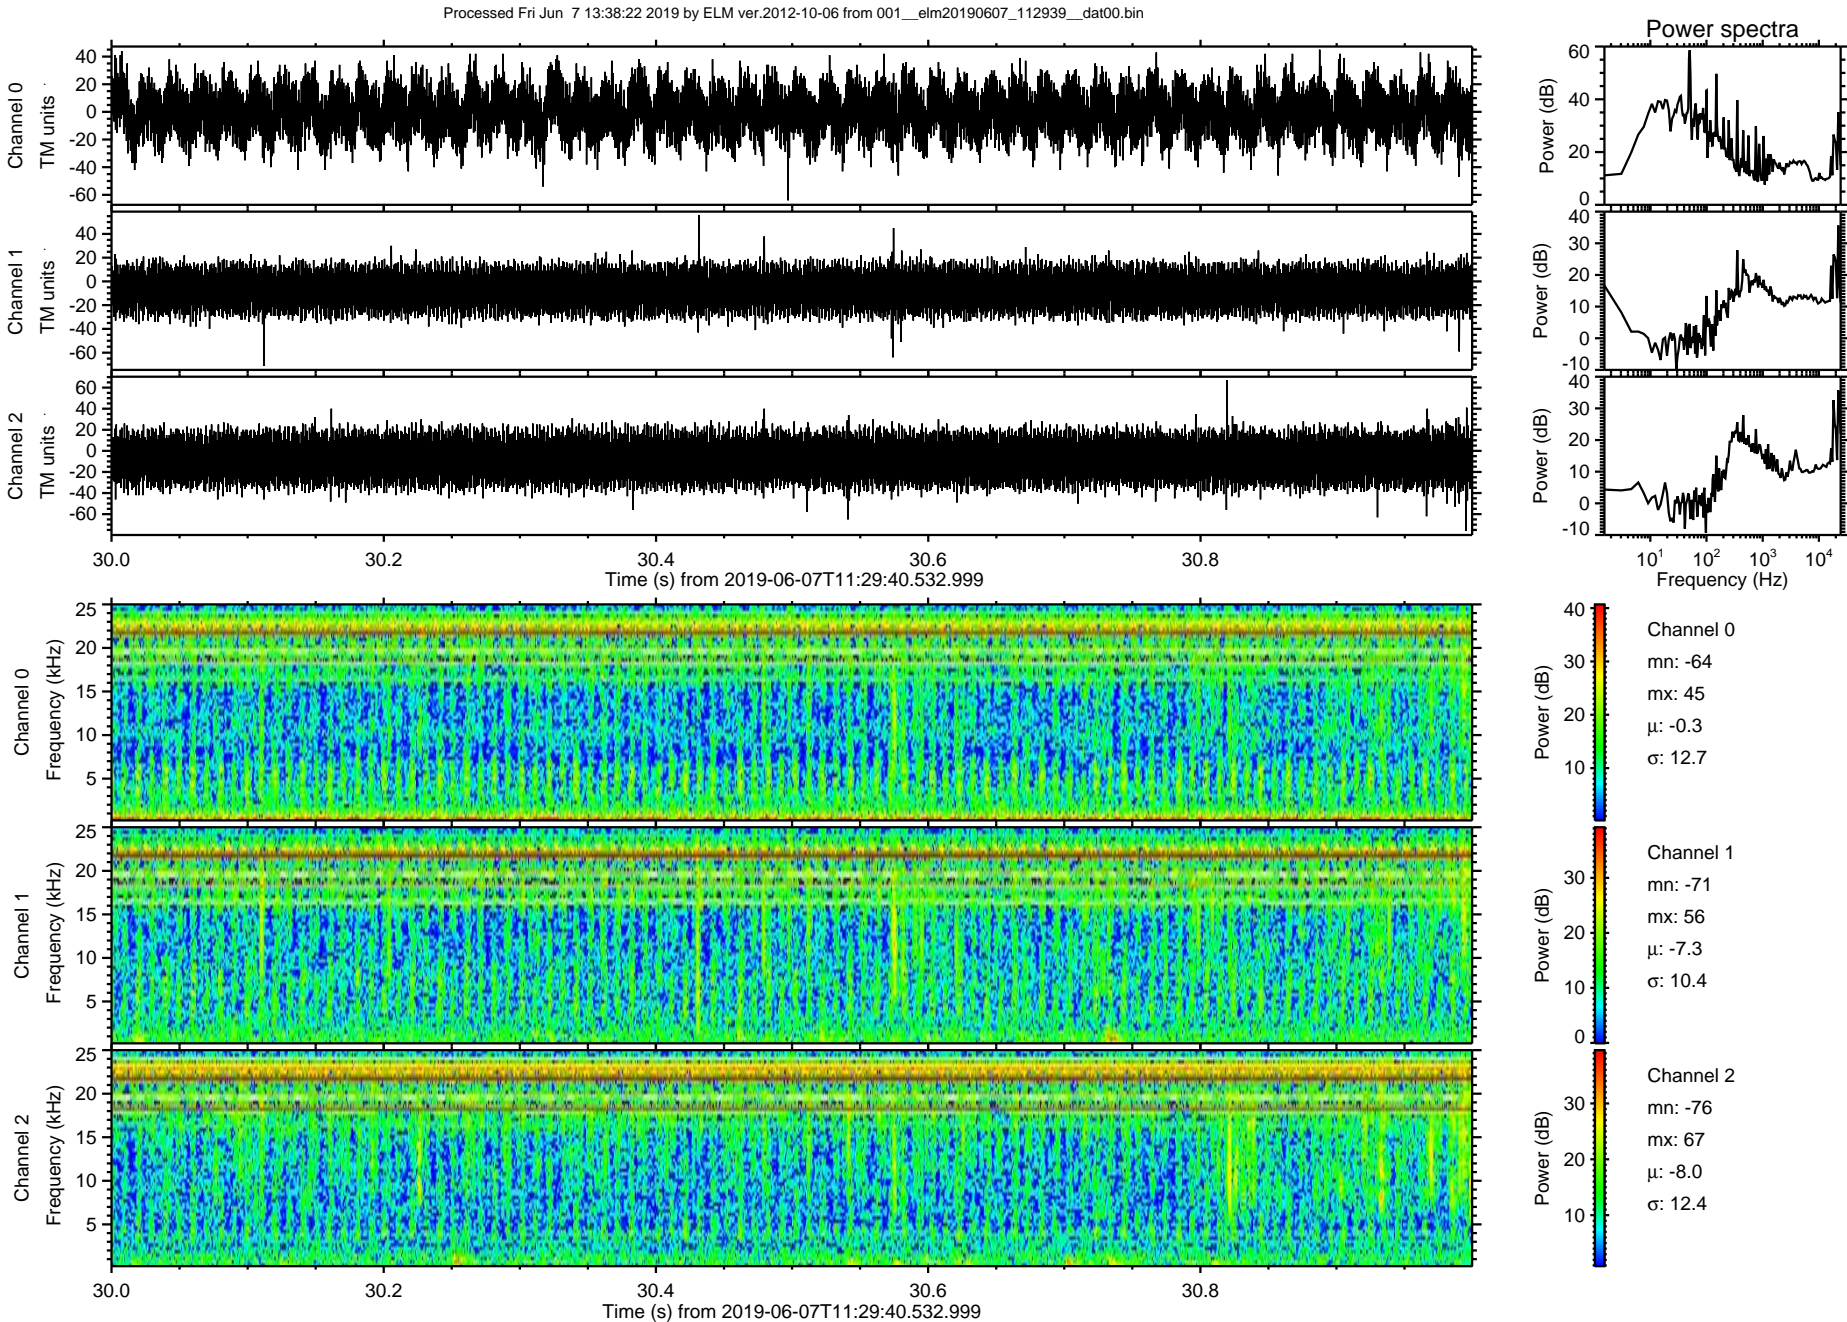 Processed Fri Jun  7 13:38:22 2019 by ELM ver.2012-10-06 from 001__elm20190607_112939__dat00.bin
Power spectra
Channel 0
TM units
40
20
0
-20
-40
-60
Power (dB)
60
40
20
0
Channel 1
TM units
40
20
0
-20
-40
-60
Power (dB)
40
30
20
10
0
-10
Channel 2
TM units
60
40
20
0
-20
-40
-60
Power (dB)
40
30
20
10
0
-10
30.0 30.2 30.4 30.6 30.8
Time (s) from 2019-06-07T11:29:40.532.999
10¹ 10² 10³ 10⁴
Frequency (Hz)
Channel 0
Frequency (kHz)
25
20
15
10
5
Power (dB)
40
30
20
10
Channel 0
mn: -64
mx: 45
μ: -0.3
σ: 12.7
Channel 1
Frequency (kHz)
25
20
15
10
5
Power (dB)
30
20
10
0
Channel 1
mn: -71
mx: 56
μ: -7.3
σ: 10.4
Channel 2
Frequency (kHz)
25
20
15
10
5
Power (dB)
30
20
10
Channel 2
mn: -76
mx: 67
μ: -8.0
σ: 12.4
30.0 30.2 30.4 30.6 30.8
Time (s) from 2019-06-07T11:29:40.532.999